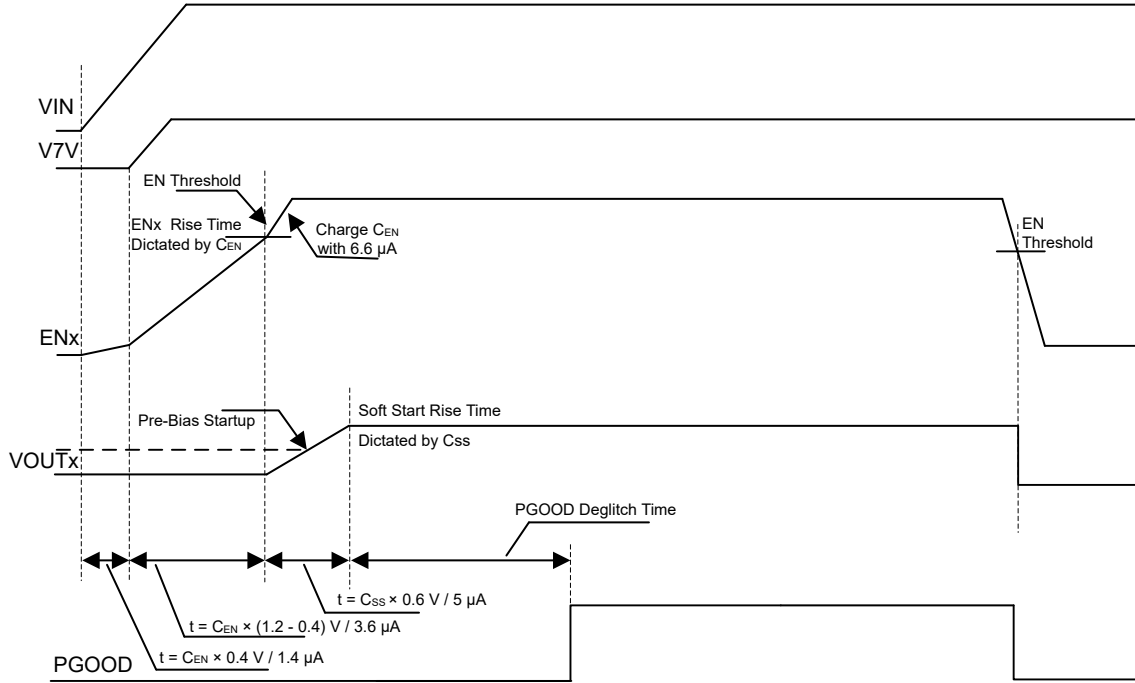 VIN
V7V
EN Threshold
ENx Rise Time
Dictated by CEN
Charge CEN
with 6.6 µA
EN
Threshold
ENx
Pre-Bias Startup
Soft Start Rise Time
Dictated by Css
VOUTx
PGOOD Deglitch Time
t = CSS × 0.6 V / 5 µA
t = CEN × (1.2 - 0.4) V / 3.6 µA
t = CEN × 0.4 V / 1.4 µA
PGOOD